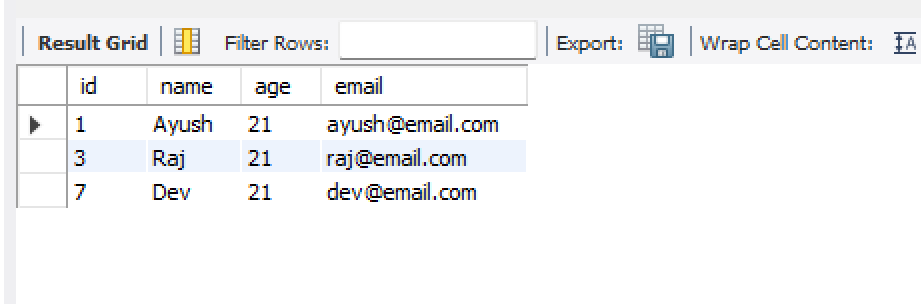 Result Grid Filter Rows: Export: Wrap Cell Content: IA
id name age email
1 Ayush 21 ayush@email.com
3 Raj 21 raj@email.com
7 Dev 21 dev@email.com